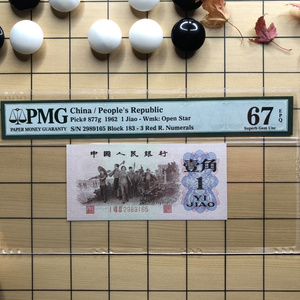 PMG
PAPER MONEY GUARANTY
China / People's Republic
Pick# 877g 1962 1 Jiao - Wmk: Open Star
S/N 2989165 Block 183 - 3 Red R. Numerals
67 EPQ
Superb Gem Unc
中国人民银行
壹角
1
YI
JIAO
2989165